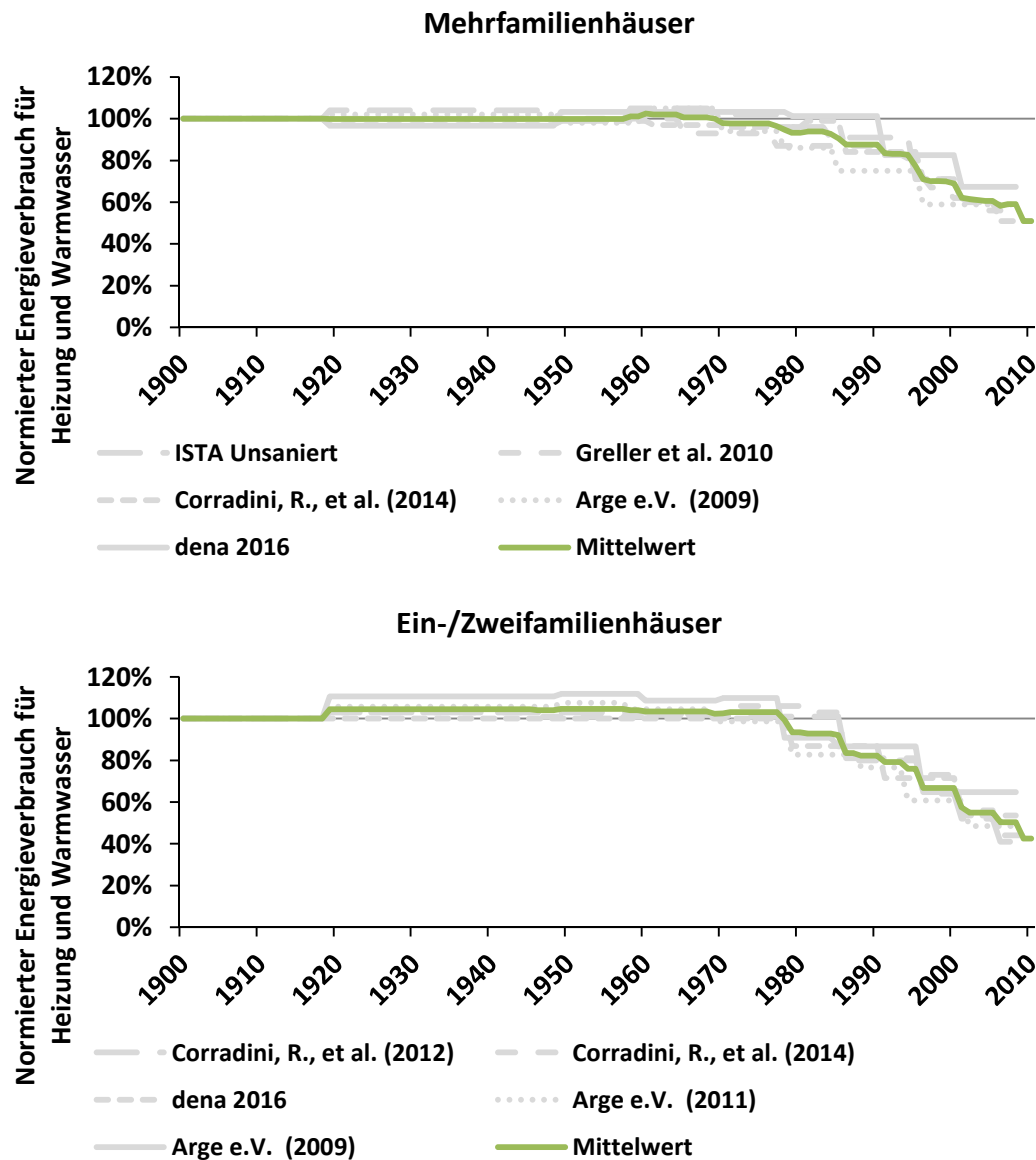 Mehrfamilienhäuser
Normierter Energieverbrauch für
Heizung und Warmwasser
120%
100%
80%
60%
40%
20%
0%
1900
1910
1920
1930
1940
1950
1960
1970
1980
1990
2000
2010
ISTA Unsaniert
Greller et al. 2010
Corradini, R., et al. (2014)
Arge e.V. (2009)
dena 2016
Mittelwert
Ein-/Zweifamilienhäuser
Normierter Energieverbrauch für
Heizung und Warmwasser
120%
100%
80%
60%
40%
20%
0%
1900
1910
1920
1930
1940
1950
1960
1970
1980
1990
2000
2010
Corradini, R., et al. (2012)
Corradini, R., et al. (2014)
dena 2016
Arge e.V. (2011)
Arge e.V. (2009)
Mittelwert